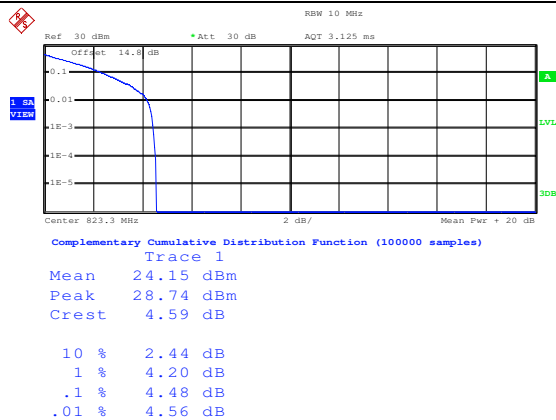 RBW 10 MHz
Ref 30 dBm *Att 30 dB AQT 3.125 ms
Offset 14.8 dB
0.1
A
1 SA
VIEW
0.01
LVL
1E-3
1E-4
1E-5
3DB
Center 823.3 MHz 2 dB/ Mean Pwr + 20 dB
Complementary Cumulative Distribution Function (100000 samples)
Trace 1
Mean 24.15 dBm
Peak 28.74 dBm
Crest 4.59 dB
10 % 2.44 dB
1 % 4.20 dB
.1 % 4.48 dB
.01 % 4.56 dB